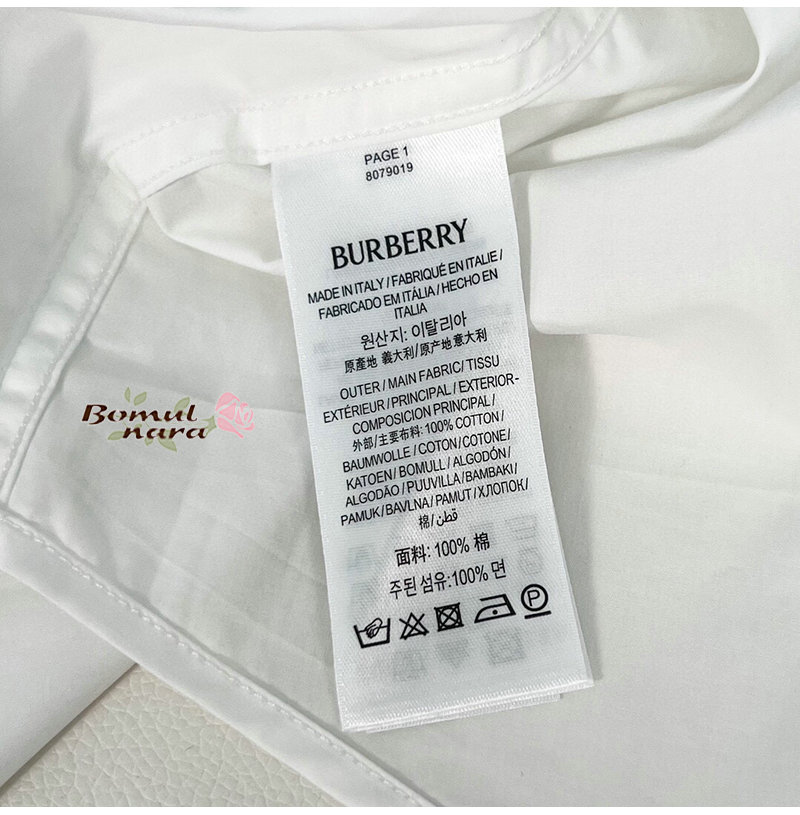 PAGE 1
8079019
BURBERRY
MADE IN ITALY / FABRIQUÉ EN ITALIE /
FABRICADO EM ITÁLIA / HECHO EN
ITALIA
원산지: 이탈리아
原產地 義大利/原产地 意大利
OUTER / MAIN FABRIC / TISSU
EXTÉRIEUR / PRINCIPAL / EXTERIOR-
COMPOSICION PRINCIPAL /
外部 / 主要布料: 100% COTTON /
BAUMWOLLE / COTON / COTONE /
KATOEN / BOMULL / ALGODÓN /
ALGODÃO / PUUVILLA / BAMBAKI /
PAMUK / BAVLNA / PAMUT / ХЛОПОК /
棉 / قطن
面料: 100% 棉
주된 섬유:100% 면
P
Bomul
nara